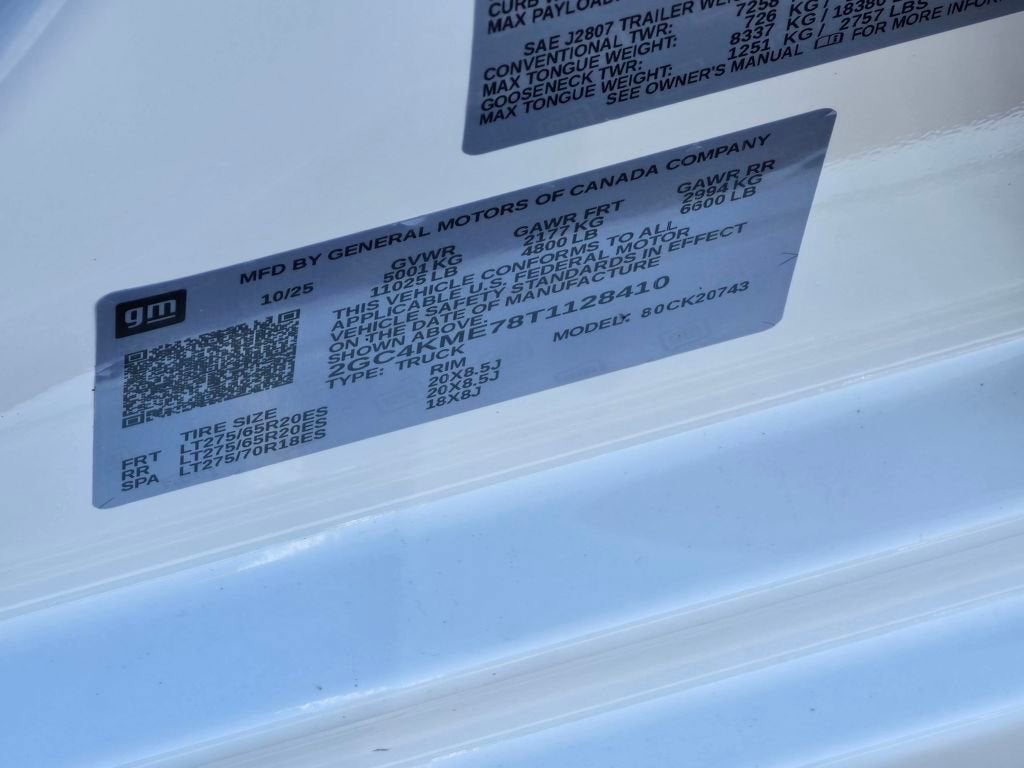 CURB
MAX PAYLOAD
SAE J2807 TRAILER
CONVENTIONAL TWR: 7258 KG
MAX TONGUE WEIGHT: 726 KG /
GOOSENECK TWR: 8337 KG / 18380 LBS
MAX TONGUE WEIGHT: 1251 KG / 2757 LBS
SEE OWNER'S MANUAL FOR MORE
MFD BY GENERAL MOTORS OF CANADA COMPANY
gm
10/25
GVWR GAWR FRT GAWR RR
5001 KG 2177 KG 2994 KG
11025 LB 4800 LB 6600 LB
THIS VEHICLE CONFORMS TO ALL
APPLICABLE U.S. FEDERAL MOTOR
VEHICLE SAFETY STANDARDS IN EFFECT
ON THE DATE OF MANUFACTURE
SHOWN ABOVE
2GC4KME78T1128410
TYPE: TRUCK MODEL: 80CK20743
TIRE SIZE RIM
FRT LT275/65R20ES 20X8.5J
RR LT275/65R20ES 20X8.5J
SPA LT275/70R18ES 18X8J